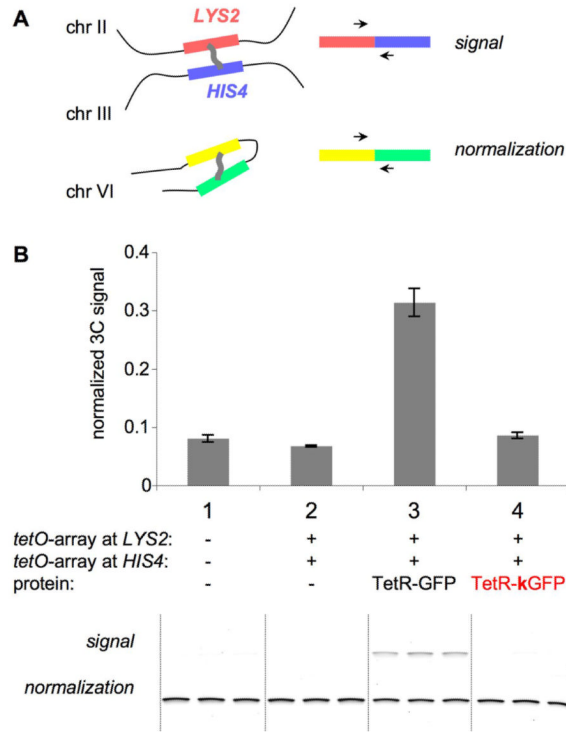 A
chr II
LYS2
signal
HIS4
chr III
normalization
chr VI
B
normalized 3C signal
0.4
0.3
0.2
0.1
0
1 2 3 4
tetO-array at LYS2: - + + +
tetO-array at HIS4: - + + +
protein: - - TetR-GFP TetR-kGFP
signal
normalization